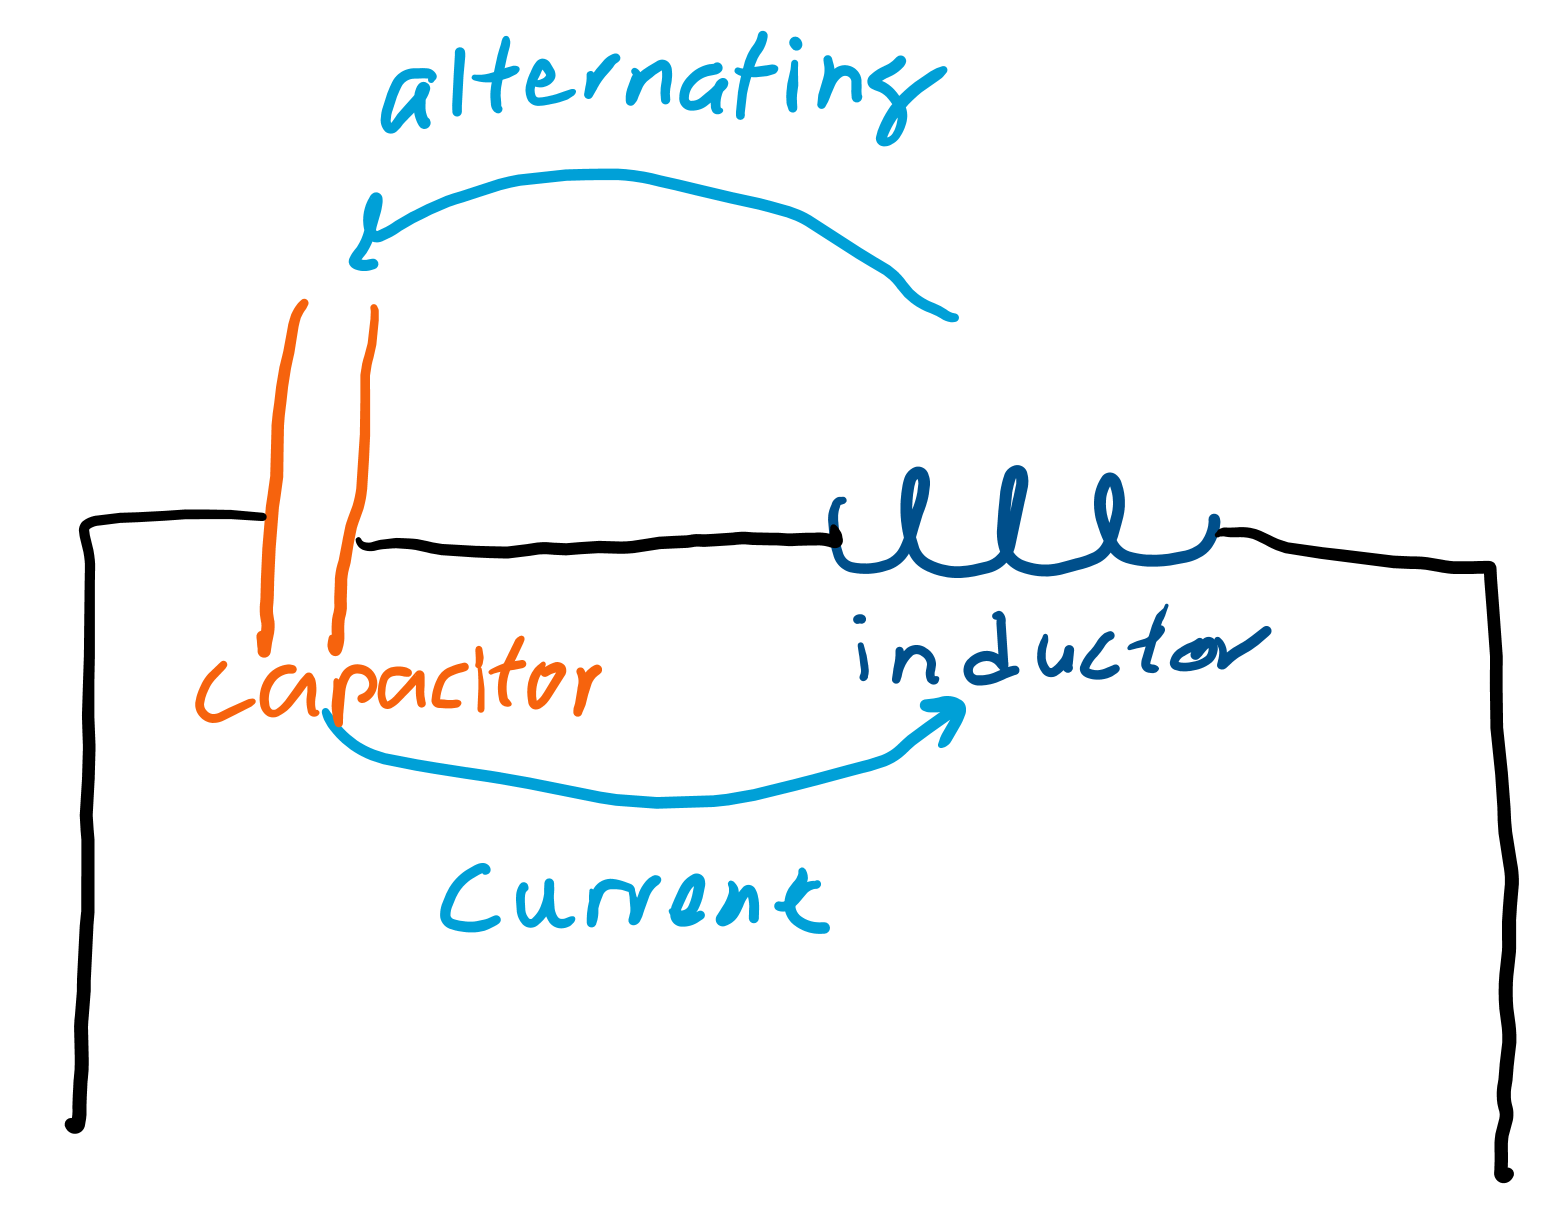 alternating
inductor
capacitor
Current